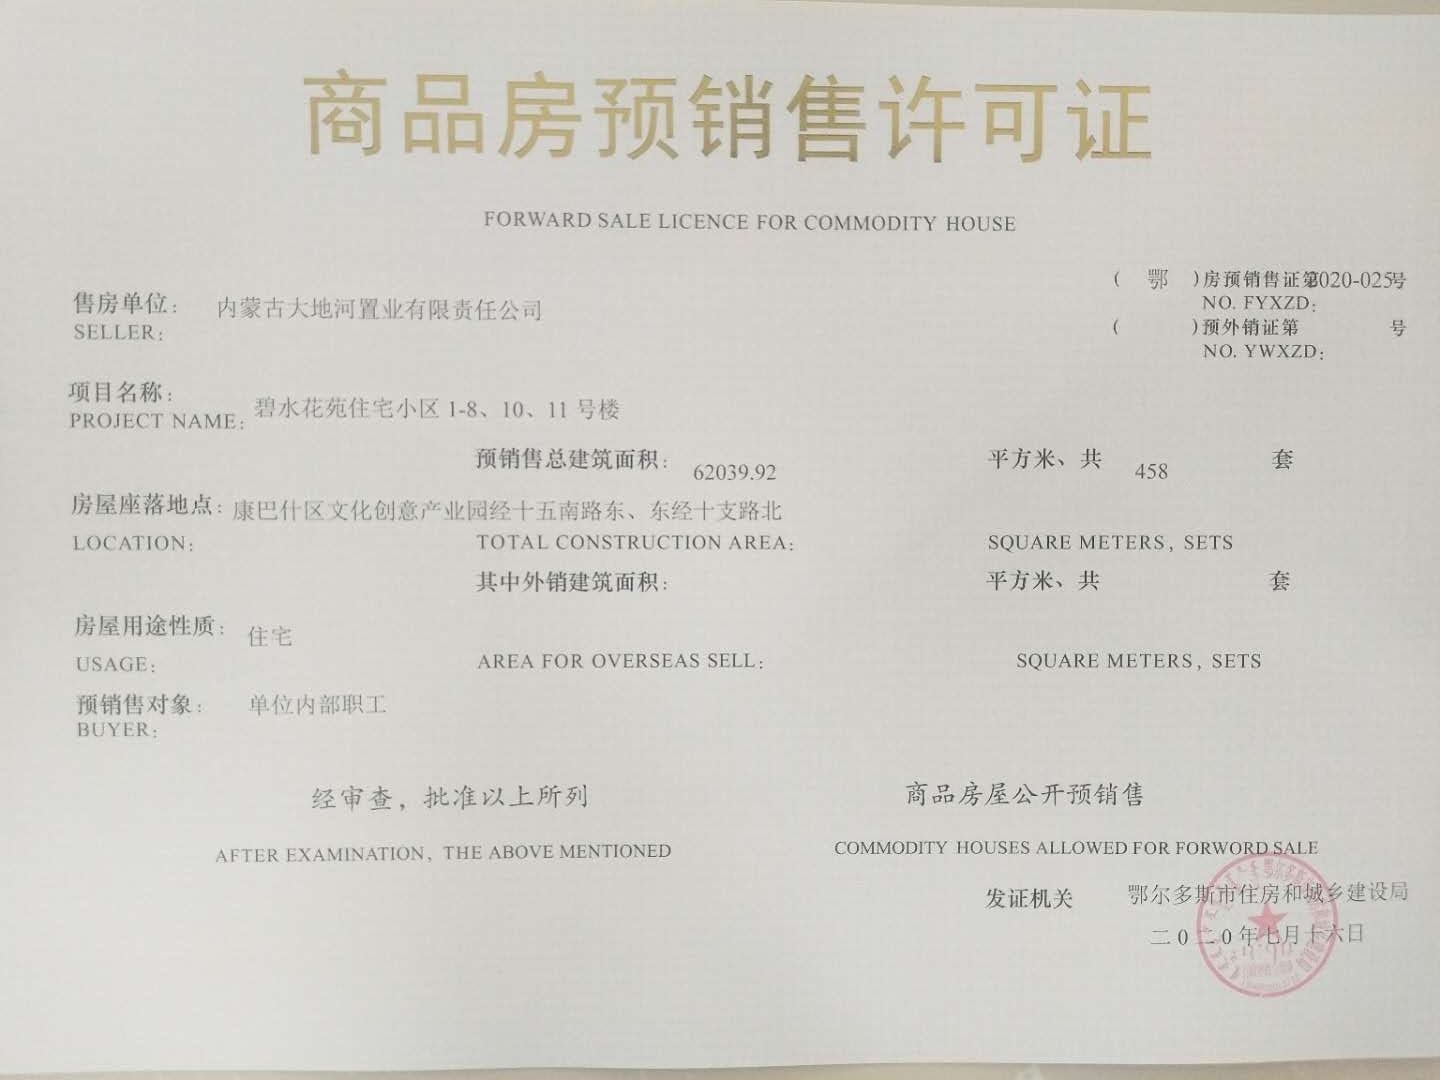 商品房预销售许可证
FORWARD SALE LICENCE FOR COMMODITY HOUSE
( 鄂 )房预销售证第2020-025号
NO. FYXZD:
( )预外销证第 号
NO. YWXZD:
售房单位: 内蒙古大地河置业有限责任公司
SELLER:
项目名称: 碧水花苑住宅小区 1-8、10、11 号楼
PROJECT NAME:
预销售总建筑面积: 62039.92 平方米、共 458 套
房屋座落地点: 康巴什区文化创意产业园经十五南路东、东经十支路北
LOCATION: TOTAL CONSTRUCTION AREA: SQUARE METERS, SETS
其中外销建筑面积: 平方米、共 套
房屋用途性质: 住宅
USAGE: AREA FOR OVERSEAS SELL: SQUARE METERS, SETS
预销售对象: 单位内部职工
BUYER:
经审查，批准以上所列 商品房屋公开预销售
AFTER EXAMINATION, THE ABOVE MENTIONED COMMODITY HOUSES ALLOWED FOR FORWORD SALE
发证机关 鄂尔多斯市住房和城乡建设局
二0二0年七月十六日